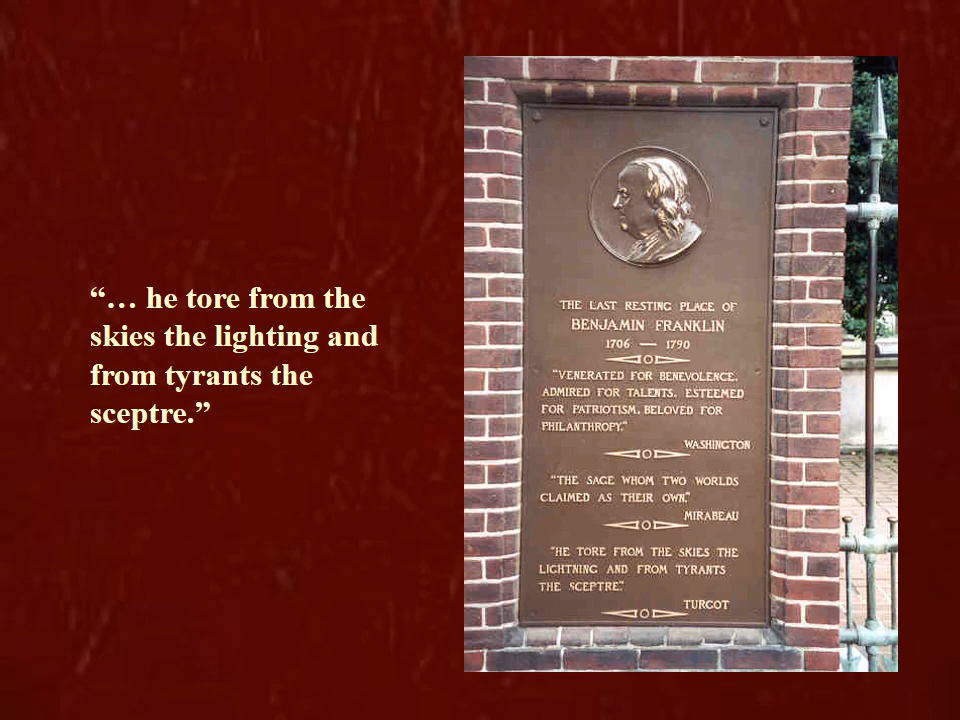 “… he tore from the
skies the lighting and
from tyrants the
sceptre.”
THE LAST RESTING PLACE OF
BENJAMIN FRANKLIN
1706 — 1790
“VENERATED FOR BENEVOLENCE,
ADMIRED FOR TALENTS, ESTEEMED
FOR PATRIOTISM, BELOVED FOR
PHILANTHROPY.”
WASHINGTON
“THE SAGE WHOM TWO WORLDS
CLAIMED AS THEIR OWN.”
MIRABEAU
“HE TORE FROM THE SKIES THE
LIGHTNING AND FROM TYRANTS
THE SCEPTRE.”
TURGOT